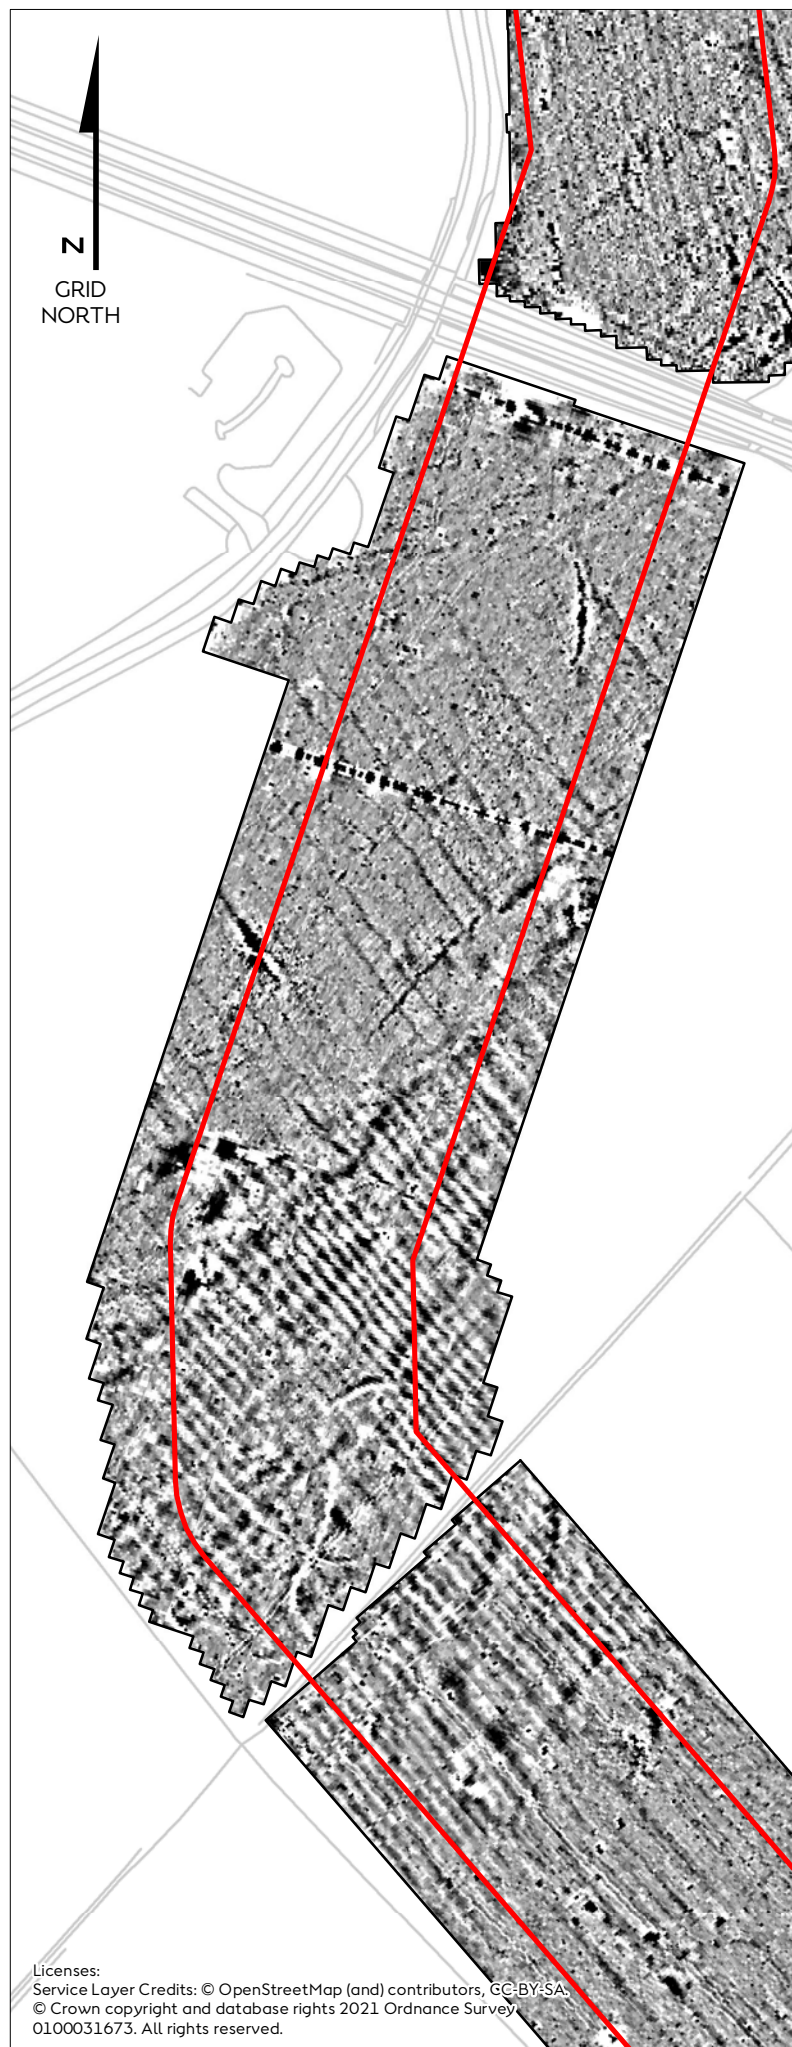 N
GRID
NORTH
Licenses:
Service Layer Credits: © OpenStreetMap (and) contributors, CC-BY-SA.
© Crown copyright and database rights 2021 Ordnance Survey
0100031673. All rights reserved.